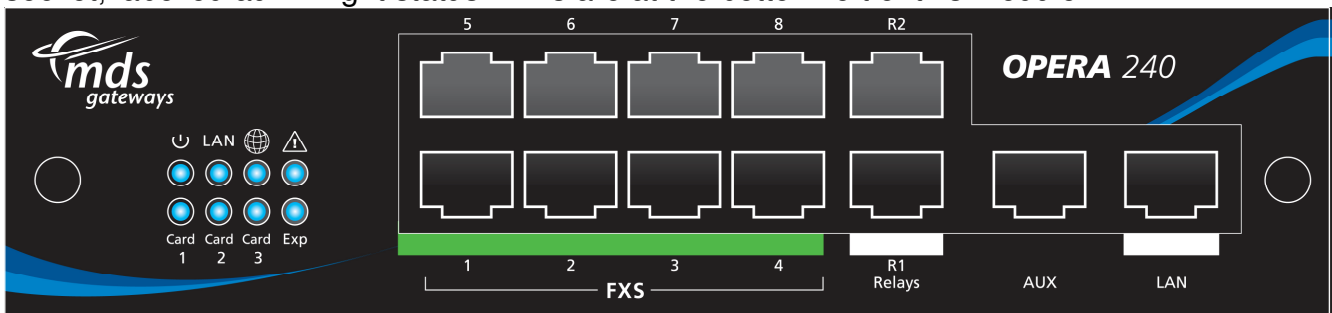 5 6 7 8 R2
mds
gateways
OPERA 240
LAN
Card 1 Card 2 Card 3 Exp
1 2 3 4 R1
Relays AUX LAN
FXS